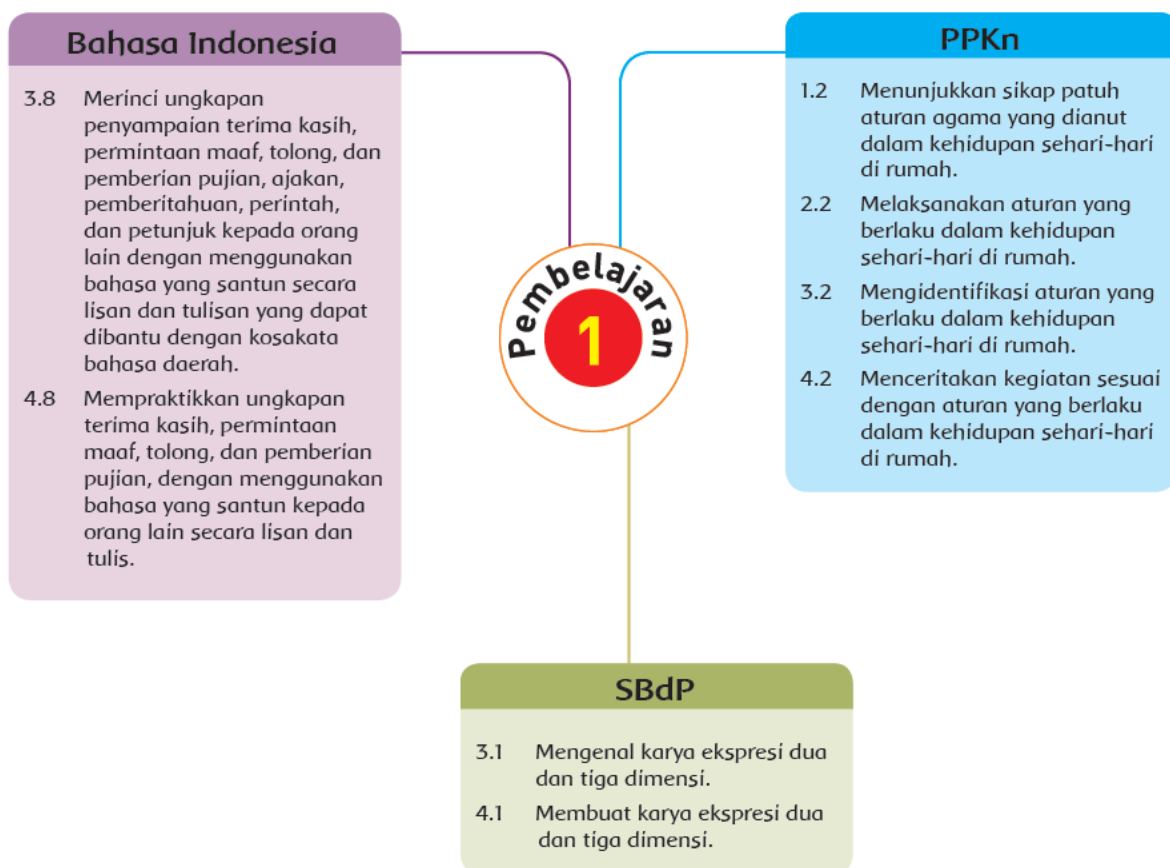 Bahasa Indonesia
3.8 Merinci ungkapan
penyampaian terima kasih,
permintaan maaf, tolong, dan
pemberian pujian, ajakan,
pemberitahuan, perintah,
dan petunjuk kepada orang
lain dengan menggunakan
bahasa yang santun secara
lisan dan tulisan yang dapat
dibantu dengan kosakata
bahasa daerah.
4.8 Mempraktikkan ungkapan
terima kasih, permintaan
maaf, tolong, dan pemberian
pujian, dengan menggunakan
bahasa yang santun kepada
orang lain secara lisan dan
tulis.
PPKn
1.2 Menunjukkan sikap patuh
aturan agama yang dianut
dalam kehidupan sehari-hari
di rumah.
2.2 Melaksanakan aturan yang
berlaku dalam kehidupan
sehari-hari di rumah.
3.2 Mengidentifikasi aturan yang
berlaku dalam kehidupan
sehari-hari di rumah.
4.2 Menceritakan kegiatan sesuai
dengan aturan yang berlaku
dalam kehidupan sehari-hari
di rumah.
Pembelajaran
1
SBdP
3.1 Mengenal karya ekspresi dua
dan tiga dimensi.
4.1 Membuat karya ekspresi dua
dan tiga dimensi.